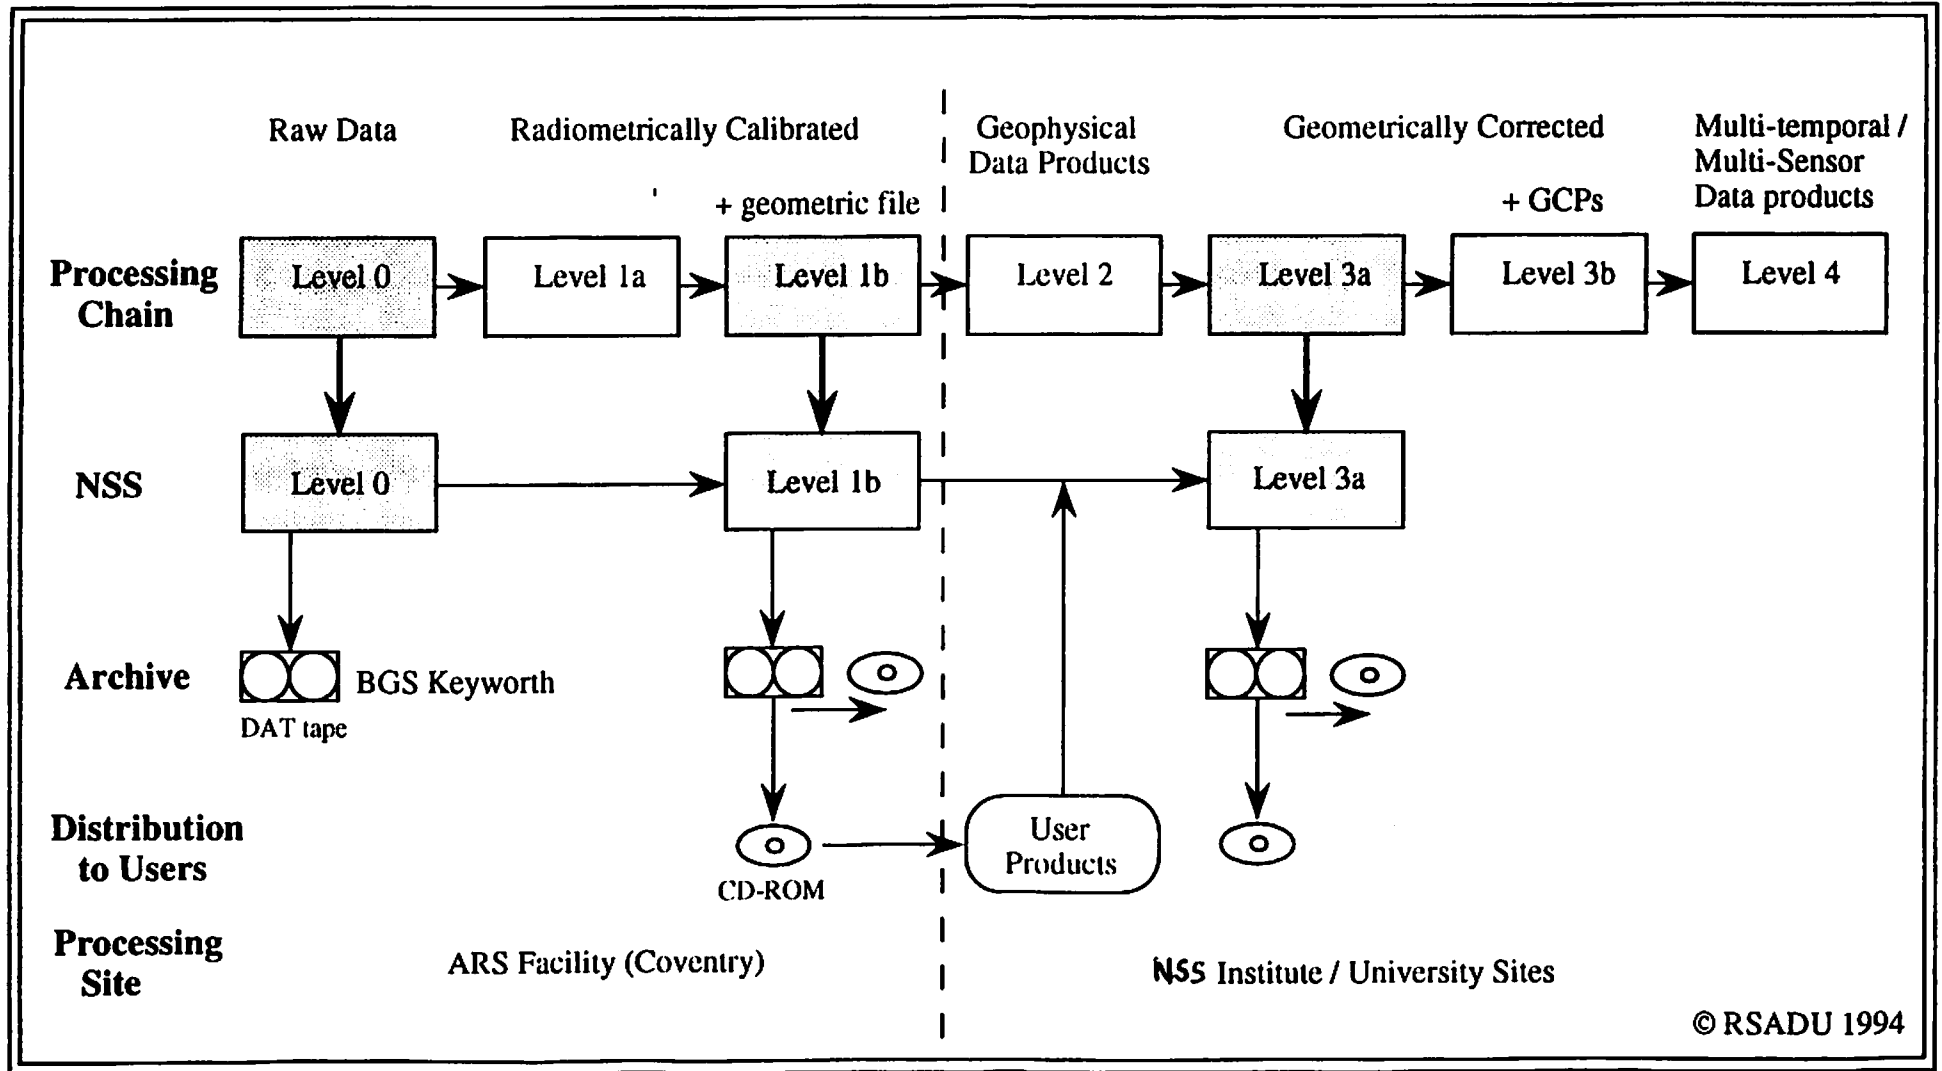 Raw Data
Radiometrically Calibrated
Geophysical
Data Products
Geometrically Corrected
Multi-temporal /
Multi-Sensor
Data products
+ geometric file
+ GCPs
Processing
Chain
Level 0
Level 1a
Level 1b
Level 2
Level 3a
Level 3b
Level 4
NSS
Level 0
Level 1b
Level 3a
Archive
BGS Keyworth
DAT tape
Distribution
to Users
CD-ROM
User
Products
Processing
Site
ARS Facility (Coventry)
NSS Institute / University Sites
© RSADU 1994